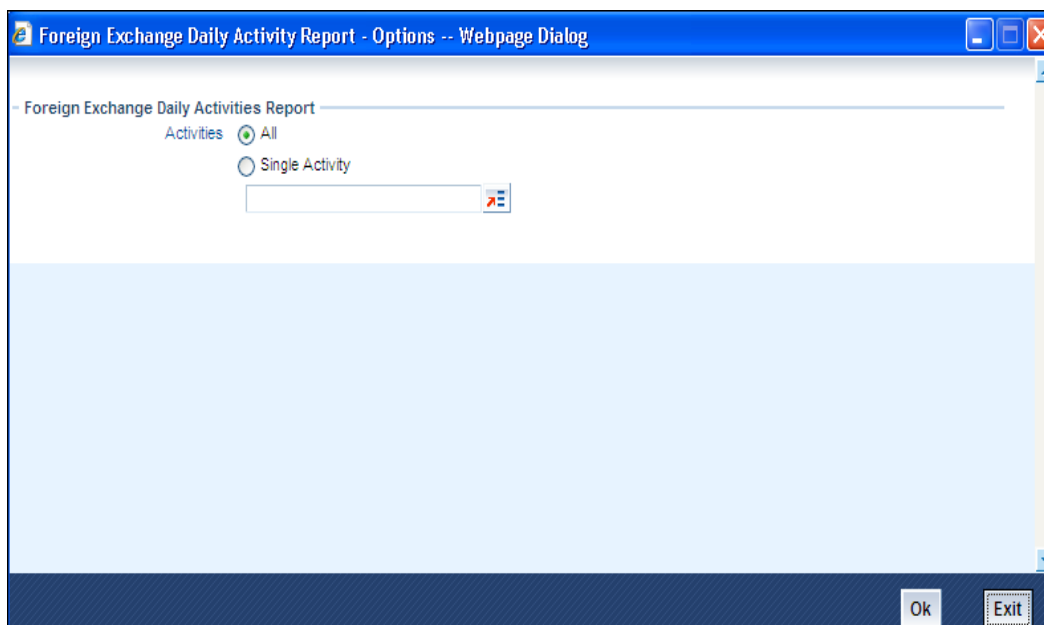 Foreign Exchange Daily Activity Report - Options -- Webpage Dialog
Foreign Exchange Daily Activities Report
Activities All
Single Activity
Ok Exit